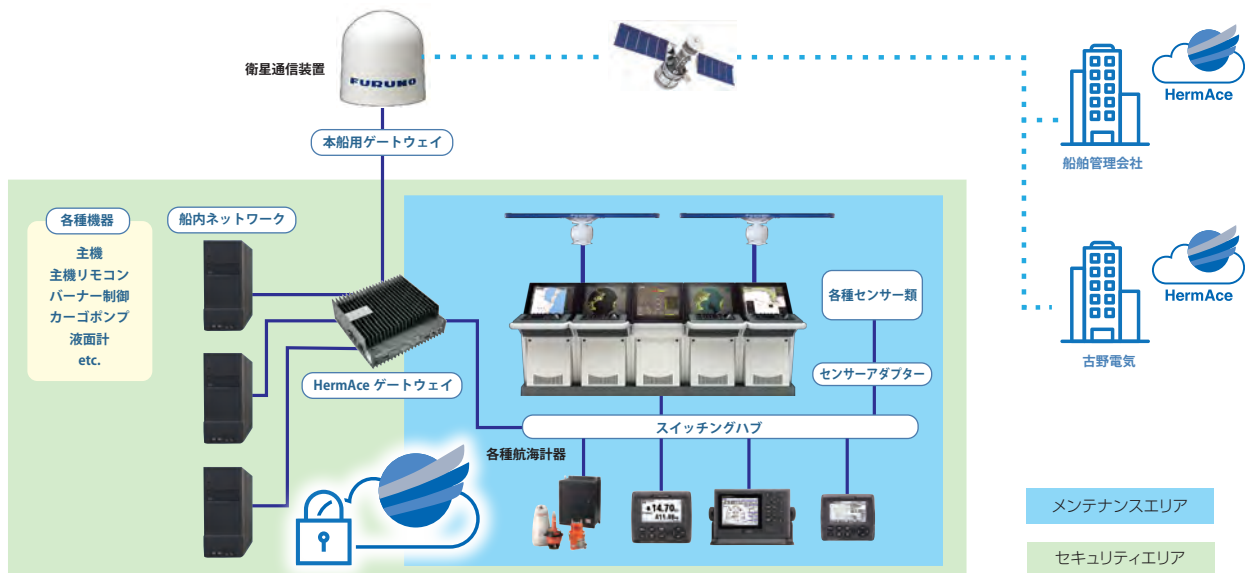 衛星通信装置
FURUNO
本船用ゲートウェイ
HermAce
船舶管理会社
HermAce
古野電気
各種機器
主機
主機リモコン
バーナー制御
カーゴポンプ
液面計
etc.
船内ネットワーク
HermAce ゲートウェイ
各種センサー類
センサーアダプター
スイッチングハブ
各種航海計器
14.70
メンテナンスエリア
セキュリティエリア